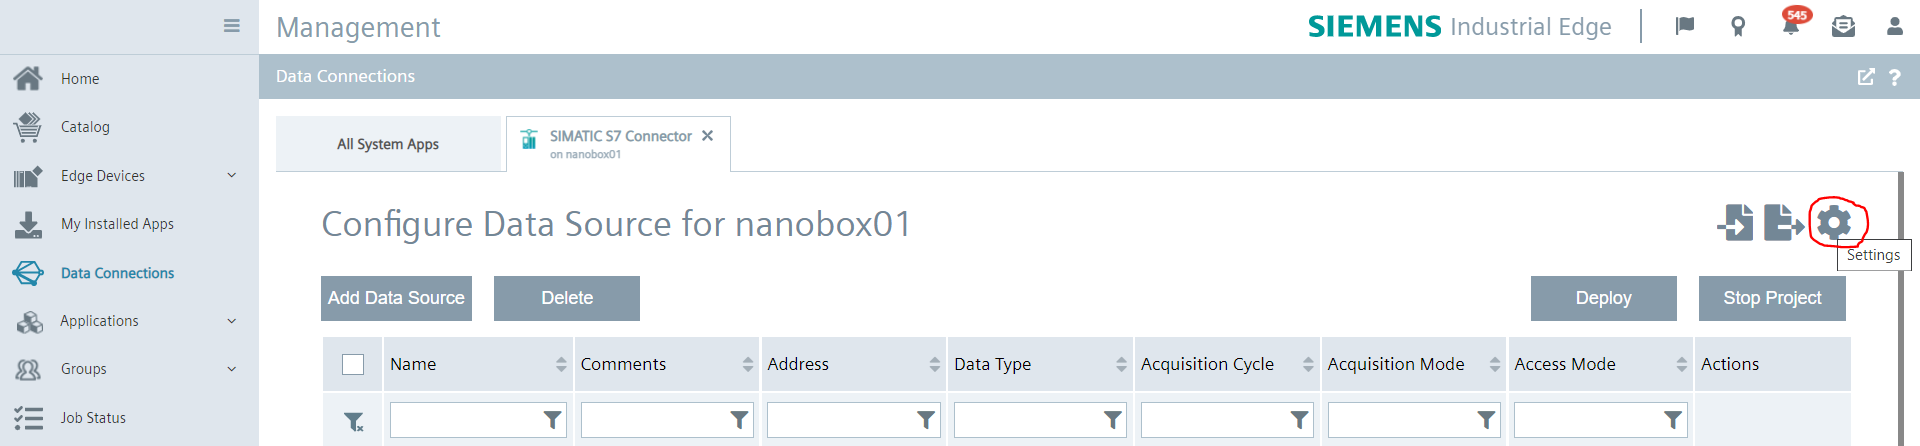 Management
SIEMENS Industrial Edge
545
Home
Catalog
Edge Devices
My Installed Apps
Data Connections
Applications
Groups
Job Status
Data Connections
?
All System Apps
SIMATIC S7 Connector
on nanobox01
Configure Data Source for nanobox01
Settings
Add Data Source
Delete
Deploy
Stop Project
Name Comments Address Data Type Acquisition Cycle Acquisition Mode Access Mode Actions